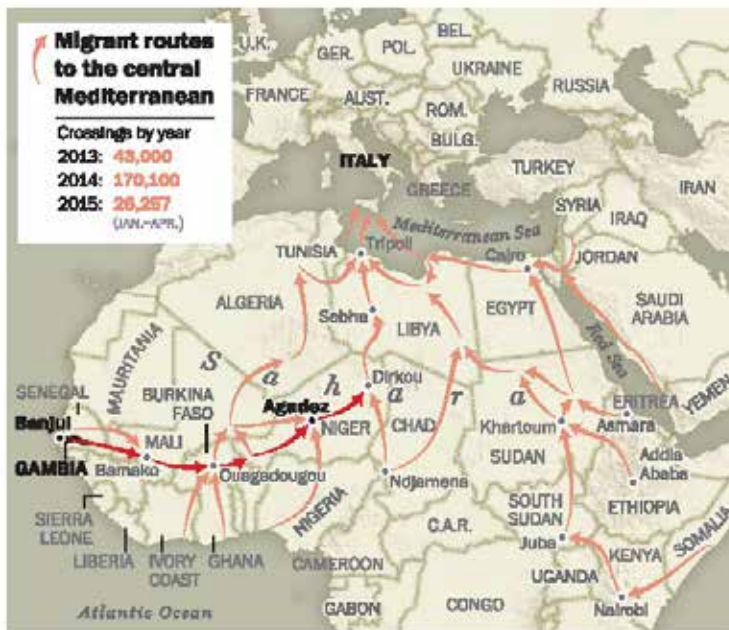 Migrant routes
to the central
Mediterranean
Crossings by year
2013: 43,000
2014: 170,100
2015: 26,257
(JAN.–APR.)
U.K.
GER.
POL.
BEL.
UKRAINE
RUSSIA
FRANCE
AUST.
ROM.
BULG.
ITALY
GREECE
TURKEY
SYRIA
IRAQ
IRAN
Mediterranean Sea
TUNISIA
Tripoli
Cairo
JORDAN
ALGERIA
Sebha
LIBYA
EGYPT
SAUDI
ARABIA
Red Sea
MAURITANIA
S a h a r a
SENEGAL
BURKINA
FASO
Agadez
Dirkou
ERITREA
YEMEN
Banjul
MALI
NIGER
CHAD
Khartoum
Asmara
GAMBIA
Bamako
Ouagadougou
SUDAN
Addis
Ababa
Ndjamena
NIGERIA
ETHIOPIA
SIERRA
LEONE
SOUTH
SUDAN
SOMALIA
C.A.R.
Juba
LIBERIA
IVORY
COAST
GHANA
CAMEROON
KENYA
UGANDA
Atlantic Ocean
GABON
CONGO
Nairobi